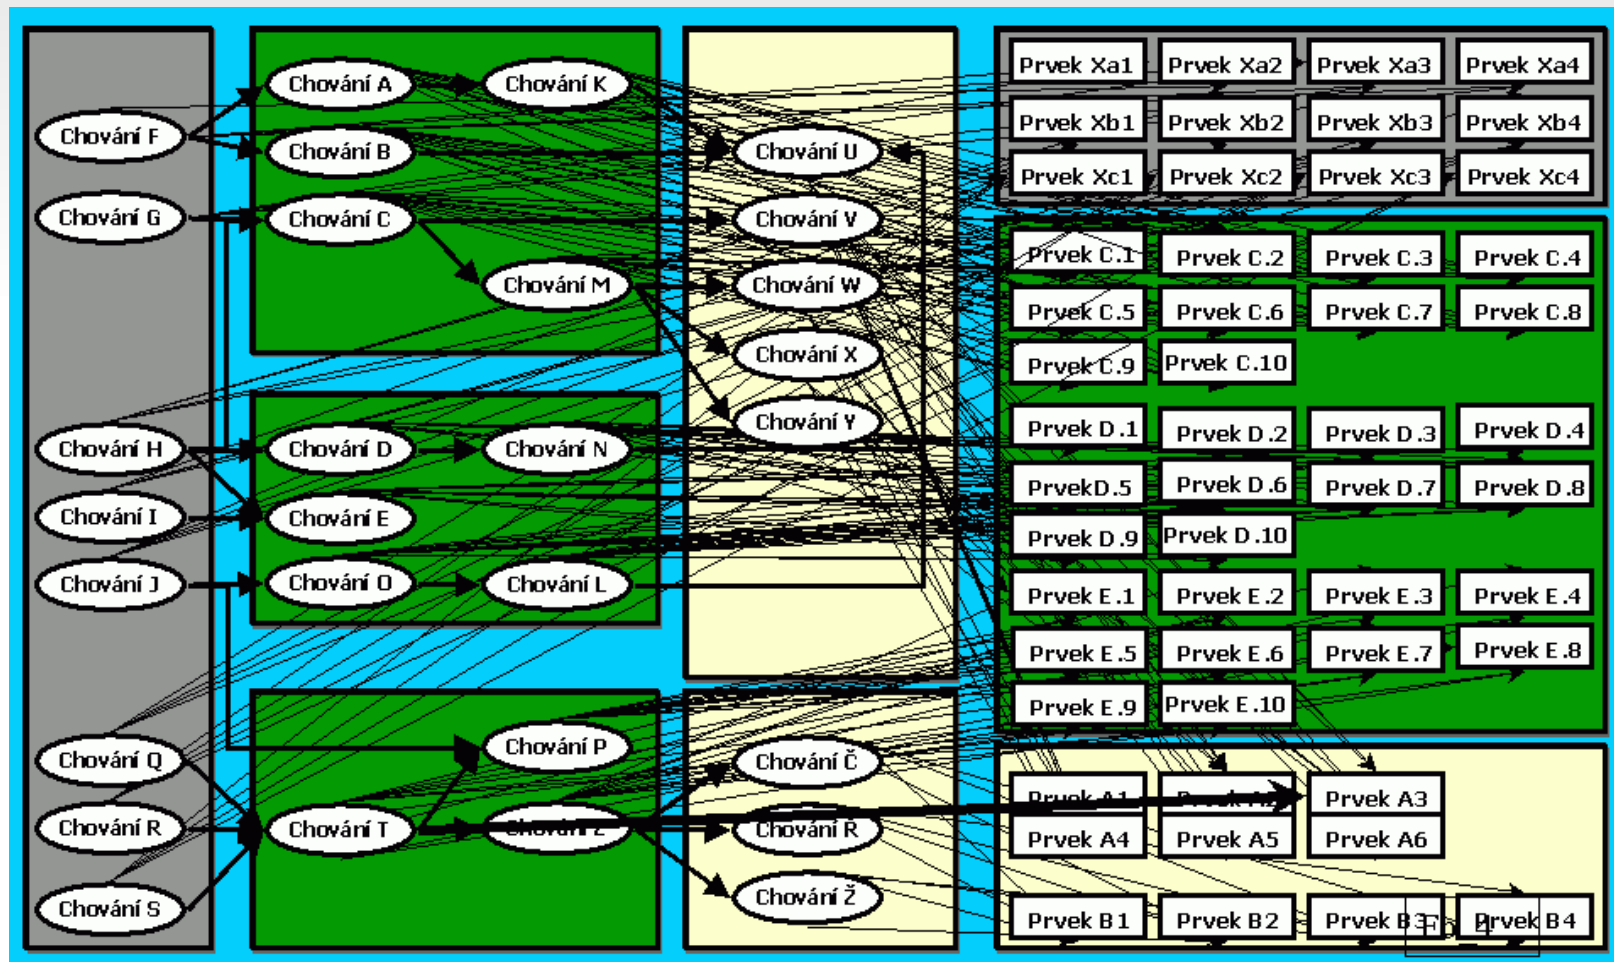 Chování F
Chování G
Chování H
Chování I
Chování J
Chování Q
Chování R
Chování S
Chování A
Chování K
Chování B
Chování C
Chování M
Chování D
Chování N
Chování E
Chování O
Chování L
Chování P
Chování T
Chování
Chování U
Chování V
Chování W
Chování X
Chování Y
Chování Č
Chování Ř
Chování Ž
Prvek Xa1 Prvek Xa2 Prvek Xa3 Prvek Xa4
Prvek Xb1 Prvek Xb2 Prvek Xb3 Prvek Xb4
Prvek Xc1 Prvek Xc2 Prvek Xc3 Prvek Xc4
Prvek C.1 Prvek C.2 Prvek C.3 Prvek C.4
Prvek C.5 Prvek C.6 Prvek C.7 Prvek C.8
Prvek C.9 Prvek C.10
Prvek D.1 Prvek D.2 Prvek D.3 Prvek D.4
PrvekD.5 Prvek D.6 Prvek D.7 Prvek D.8
Prvek D.9 Prvek D.10
Prvek E.1 Prvek E.2 Prvek E.3 Prvek E.4
Prvek E.5 Prvek E.6 Prvek E.7 Prvek E.8
Prvek E.9 Prvek E.10
Prvek A1 Prvek Prvek A3
Prvek A4 Prvek A5 Prvek A6
Prvek B1 Prvek B2 Prvek B3 Prvek B4